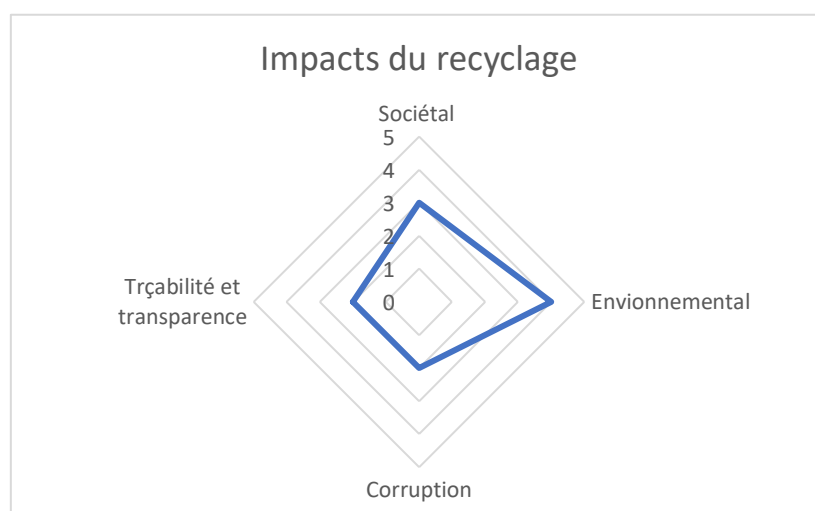 Impacts du recyclage
Sociétal
5
4
3
2
1
0
Trçabilité et
transparence
Envionnemental
Corruption